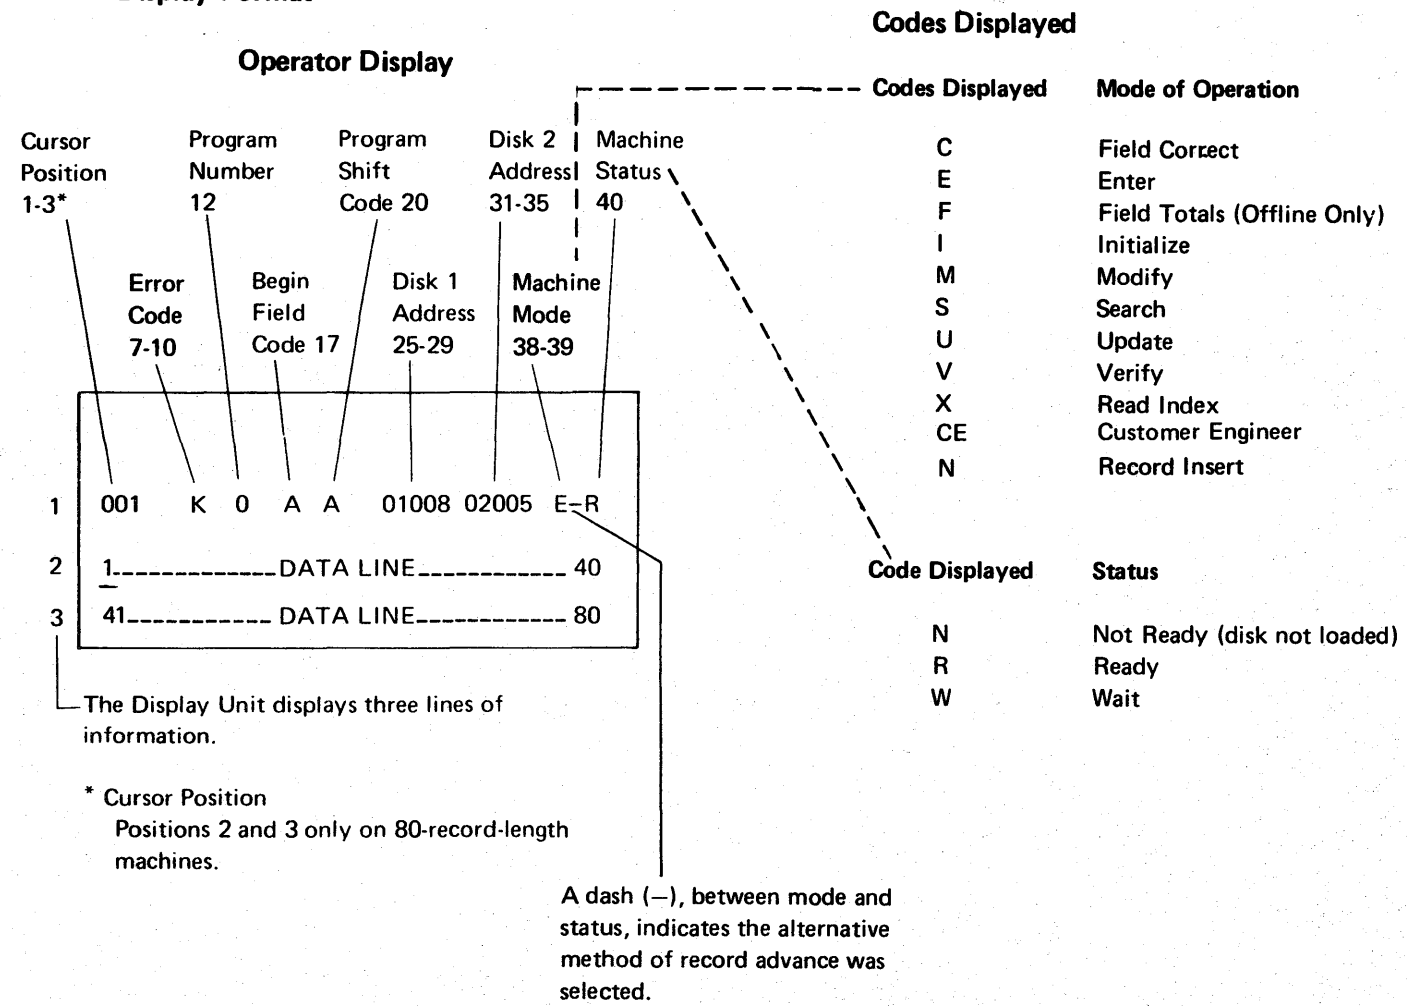 Codes Displayed
Operator Display
Codes Displayed Mode of Operation
Cursor Program Program Disk 2 Machine
Position Number Shift Address Status
1-3* 12 Code 20 31-35 40
C Field Correct
E Enter
F Field Totals (Offline Only)
I Initialize
M Modify
S Search
U Update
V Verify
X Read Index
CE Customer Engineer
N Record Insert
Error Begin Disk 1 Machine
Code Field Address Mode
7-10 Code 17 25-29 38-39
1 001 K 0 A A 01008 02005 E-R
2 1 DATA LINE 40
3 41 DATA LINE 80
Code Displayed Status
N Not Ready (disk not loaded)
R Ready
W Wait
The Display Unit displays three lines of
information.
* Cursor Position
Positions 2 and 3 only on 80-record-length
machines.
A dash (—), between mode and
status, indicates the alternative
method of record advance was
selected.